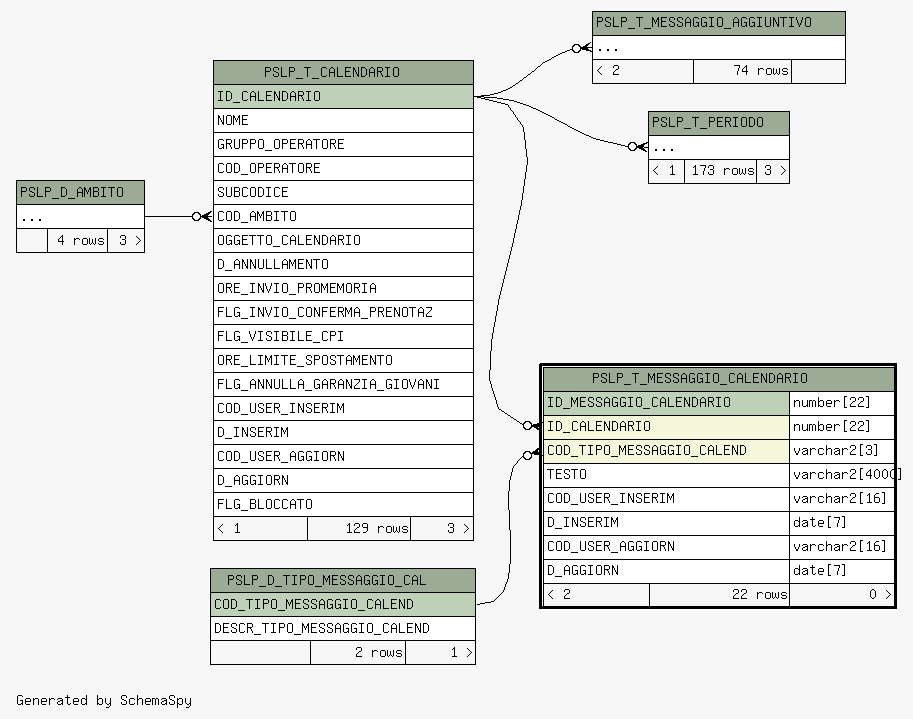 PSLP_T_MESSAGGIO_AGGIUNTIVO
...
< 2 74 rows
PSLP_T_CALENDARIO
ID_CALENDARIO
NOME
GRUPPO_OPERATORE
COD_OPERATORE
SUBCODICE
COD_AMBITO
OGGETTO_CALENDARIO
D_ANNULLAMENTO
ORE_INVIO_PROMEMORIA
FLG_INVIO_CONFERMA_PRENOTAZ
FLG_VISIBILE_CPI
ORE_LIMITE_SPOSTAMENTO
FLG_ANNULLA_GARANZIA_GIOVANI
COD_USER_INSERIM
D_INSERIM
COD_USER_AGGIORN
D_AGGIORN
FLG_BLOCCATO
< 1 129 rows 3 >
PSLP_T_PERIODO
...
< 1 173 rows 3 >
PSLP_D_AMBITO
...
4 rows 3 >
PSLP_T_MESSAGGIO_CALENDARIO
ID_MESSAGGIO_CALENDARIO number[22]
ID_CALENDARIO number[22]
COD_TIPO_MESSAGGIO_CALEND varchar2[3]
TESTO varchar2[4000]
COD_USER_INSERIM varchar2[16]
D_INSERIM date[7]
COD_USER_AGGIORN varchar2[16]
D_AGGIORN date[7]
< 2 22 rows 0 >
PSLP_D_TIPO_MESSAGGIO_CAL
COD_TIPO_MESSAGGIO_CALEND
DESCR_TIPO_MESSAGGIO_CALEND
2 rows 1 >
Generated by SchemaSpy